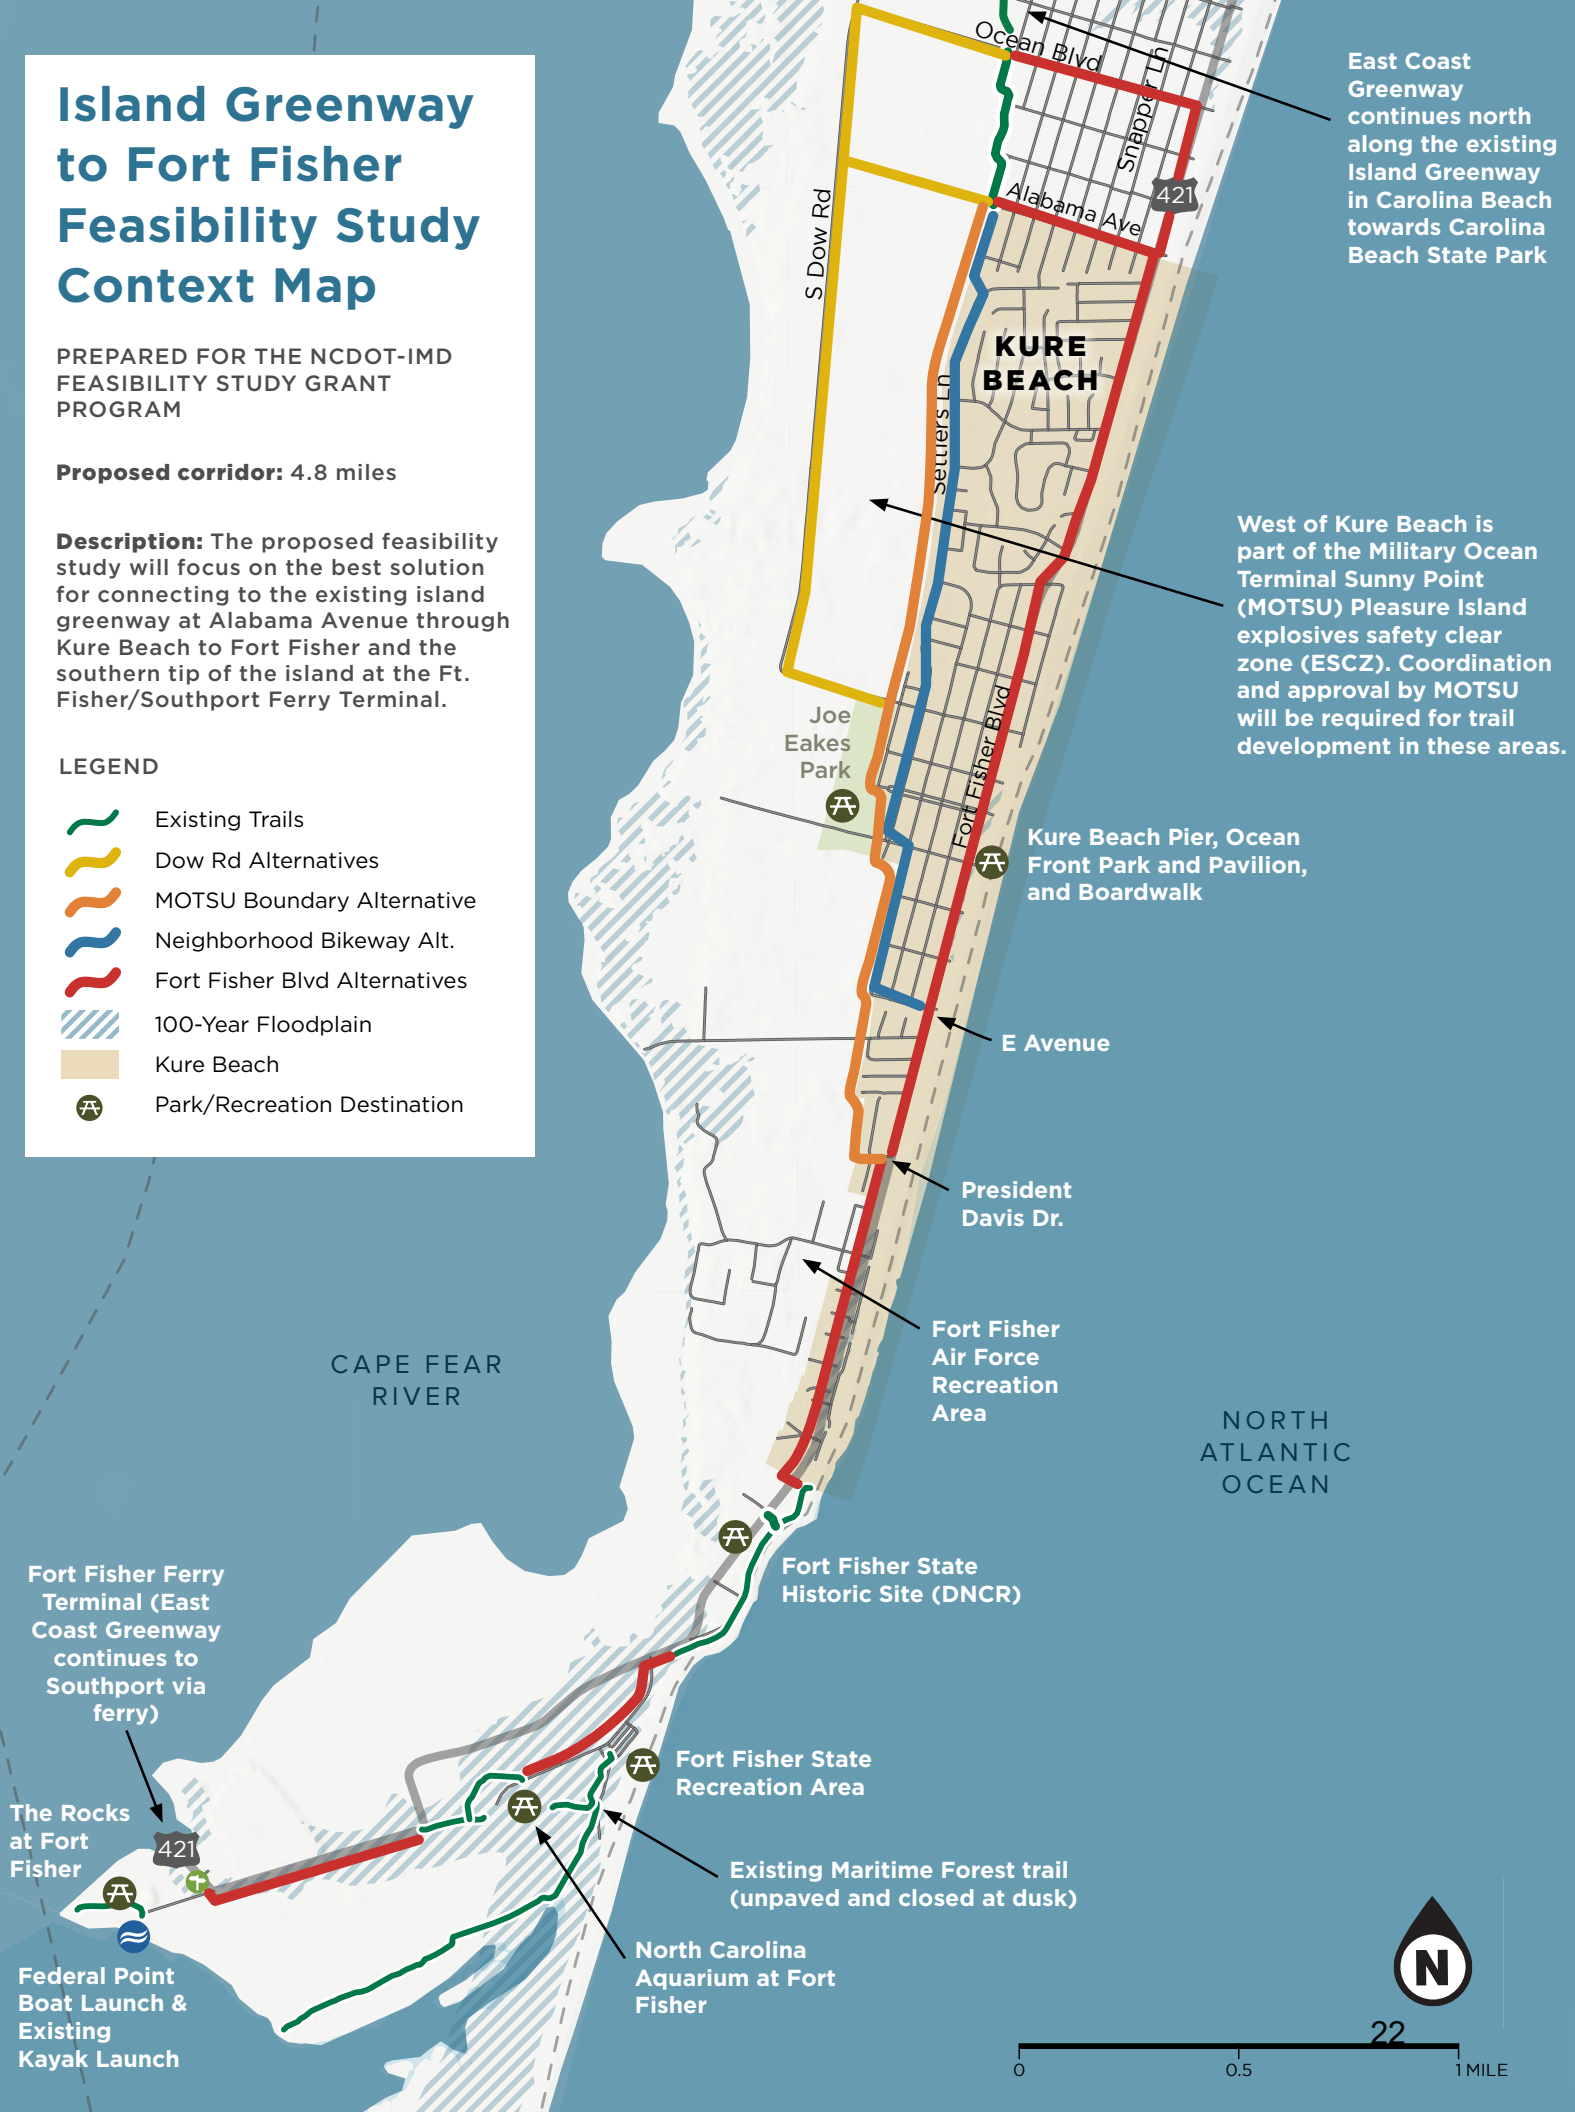 Island Greenway
to Fort Fisher
Feasibility Study
Context Map
PREPARED FOR THE NCDOT-IMD
FEASIBILITY STUDY GRANT
PROGRAM
Proposed corridor: 4.8 miles
Description: The proposed feasibility
study will focus on the best solution
for connecting to the existing island
greenway at Alabama Avenue through
Kure Beach to Fort Fisher and the
southern tip of the island at the Ft.
Fisher/Southport Ferry Terminal.
LEGEND
Existing Trails
Dow Rd Alternatives
MOTSU Boundary Alternative
Neighborhood Bikeway Alt.
Fort Fisher Blvd Alternatives
100-Year Floodplain
Kure Beach
Park/Recreation Destination
Ocean Blvd
Snapper Ln
421
Alabama Ave
S Dow Rd
East Coast
Greenway
continues north
along the existing
Island Greenway
in Carolina Beach
towards Carolina
Beach State Park
KURE
BEACH
Settlers Ln
West of Kure Beach is
part of the Military Ocean
Terminal Sunny Point
(MOTSU) Pleasure Island
explosives safety clear
zone (ESCZ). Coordination
and approval by MOTSU
will be required for trail
development in these areas.
Joe
Eakes
Park
Fort Fisher Blvd
Kure Beach Pier, Ocean
Front Park and Pavilion,
and Boardwalk
E Avenue
President
Davis Dr.
Fort Fisher
Air Force
Recreation
Area
CAPE FEAR
RIVER
NORTH
ATLANTIC
OCEAN
Fort Fisher State
Historic Site (DNCR)
Fort Fisher Ferry
Terminal (East
Coast Greenway
continues to
Southport via
ferry)
Fort Fisher State
Recreation Area
The Rocks
at Fort
Fisher
421
Existing Maritime Forest trail
(unpaved and closed at dusk)
North Carolina
Aquarium at Fort
Fisher
Federal Point
Boat Launch &
Existing
Kayak Launch
N
22
0
0.5
1 MILE